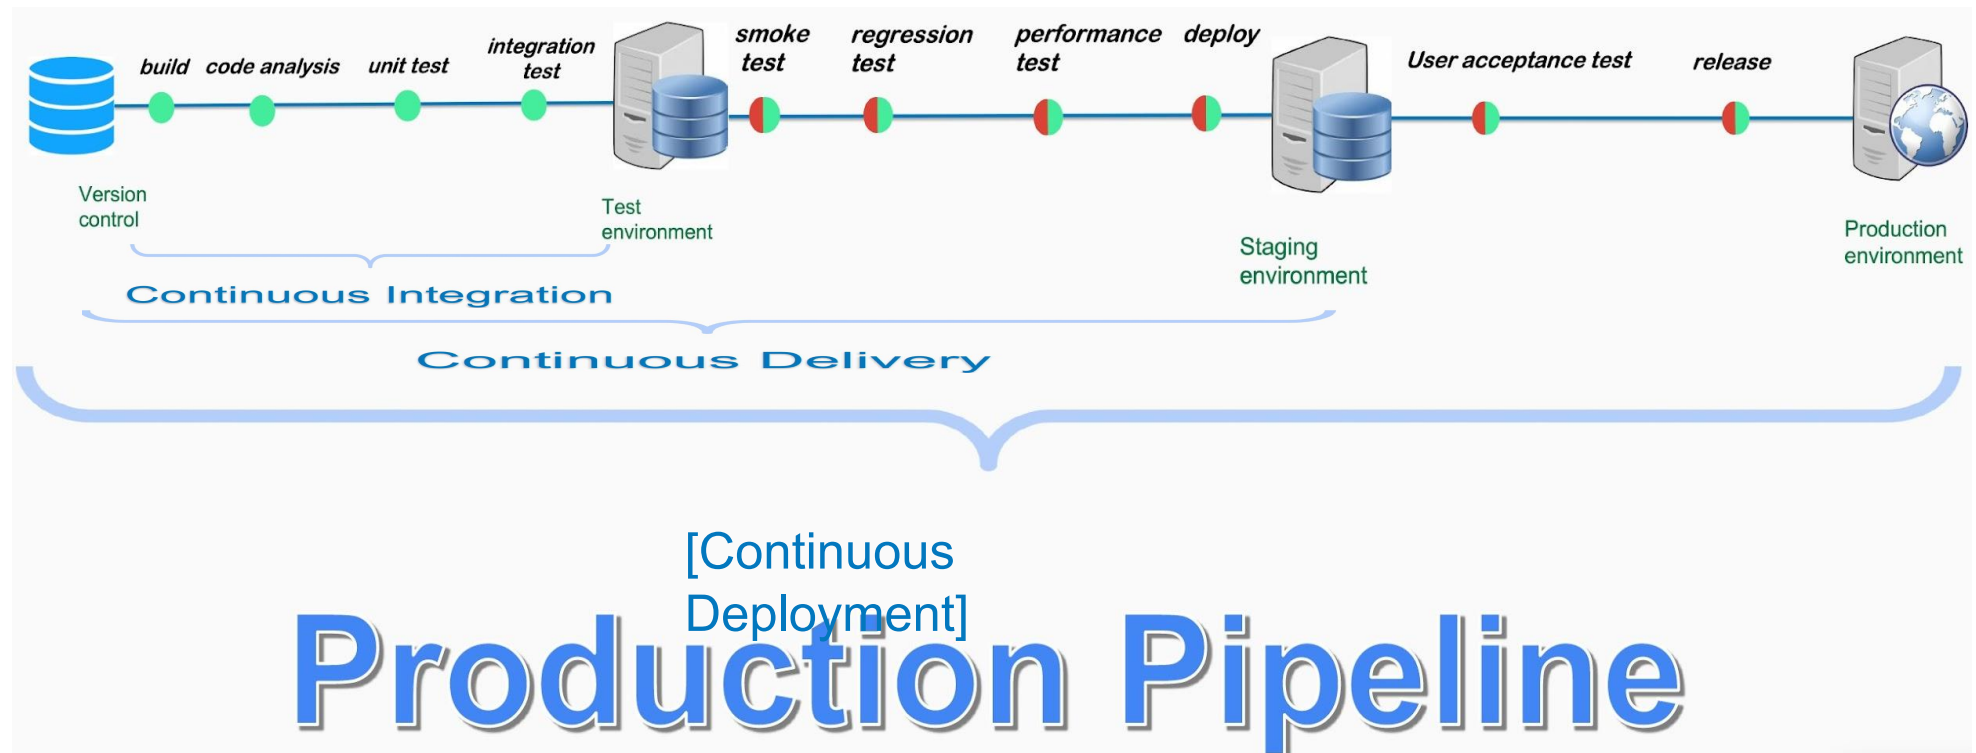 build
code analysis
unit test
integration
test
smoke
test
regression
test
performance
test
deploy
User acceptance test
release
Version
control
Test
environment
Staging
environment
Production
environment
Continuous Integration
Continuous Delivery
[Continuous
Deployment]
Production Pipeline